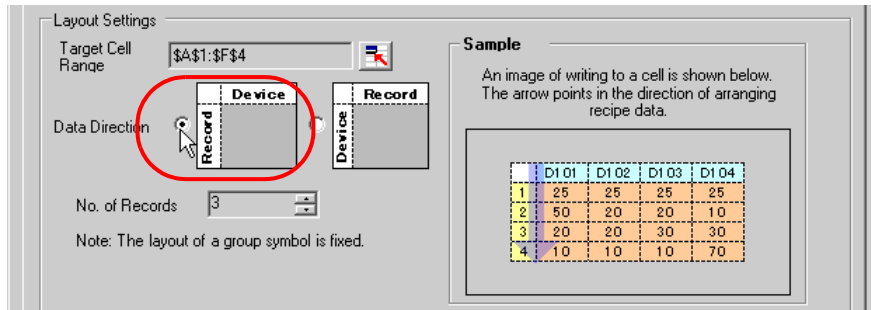 Layout Settings
Target Cell
Range
$A$1:$F$4
Data Direction
Device
Record
Record
Device
No. of Records
3
Note: The layout of a group symbol is fixed.
Sample
An image of writing to a cell is shown below.
The arrow points in the direction of arranging
recipe data.
D101 D102 D103 D104
1 25 25 25 25
2 50 20 20 10
3 20 20 30 30
4 10 10 10 70